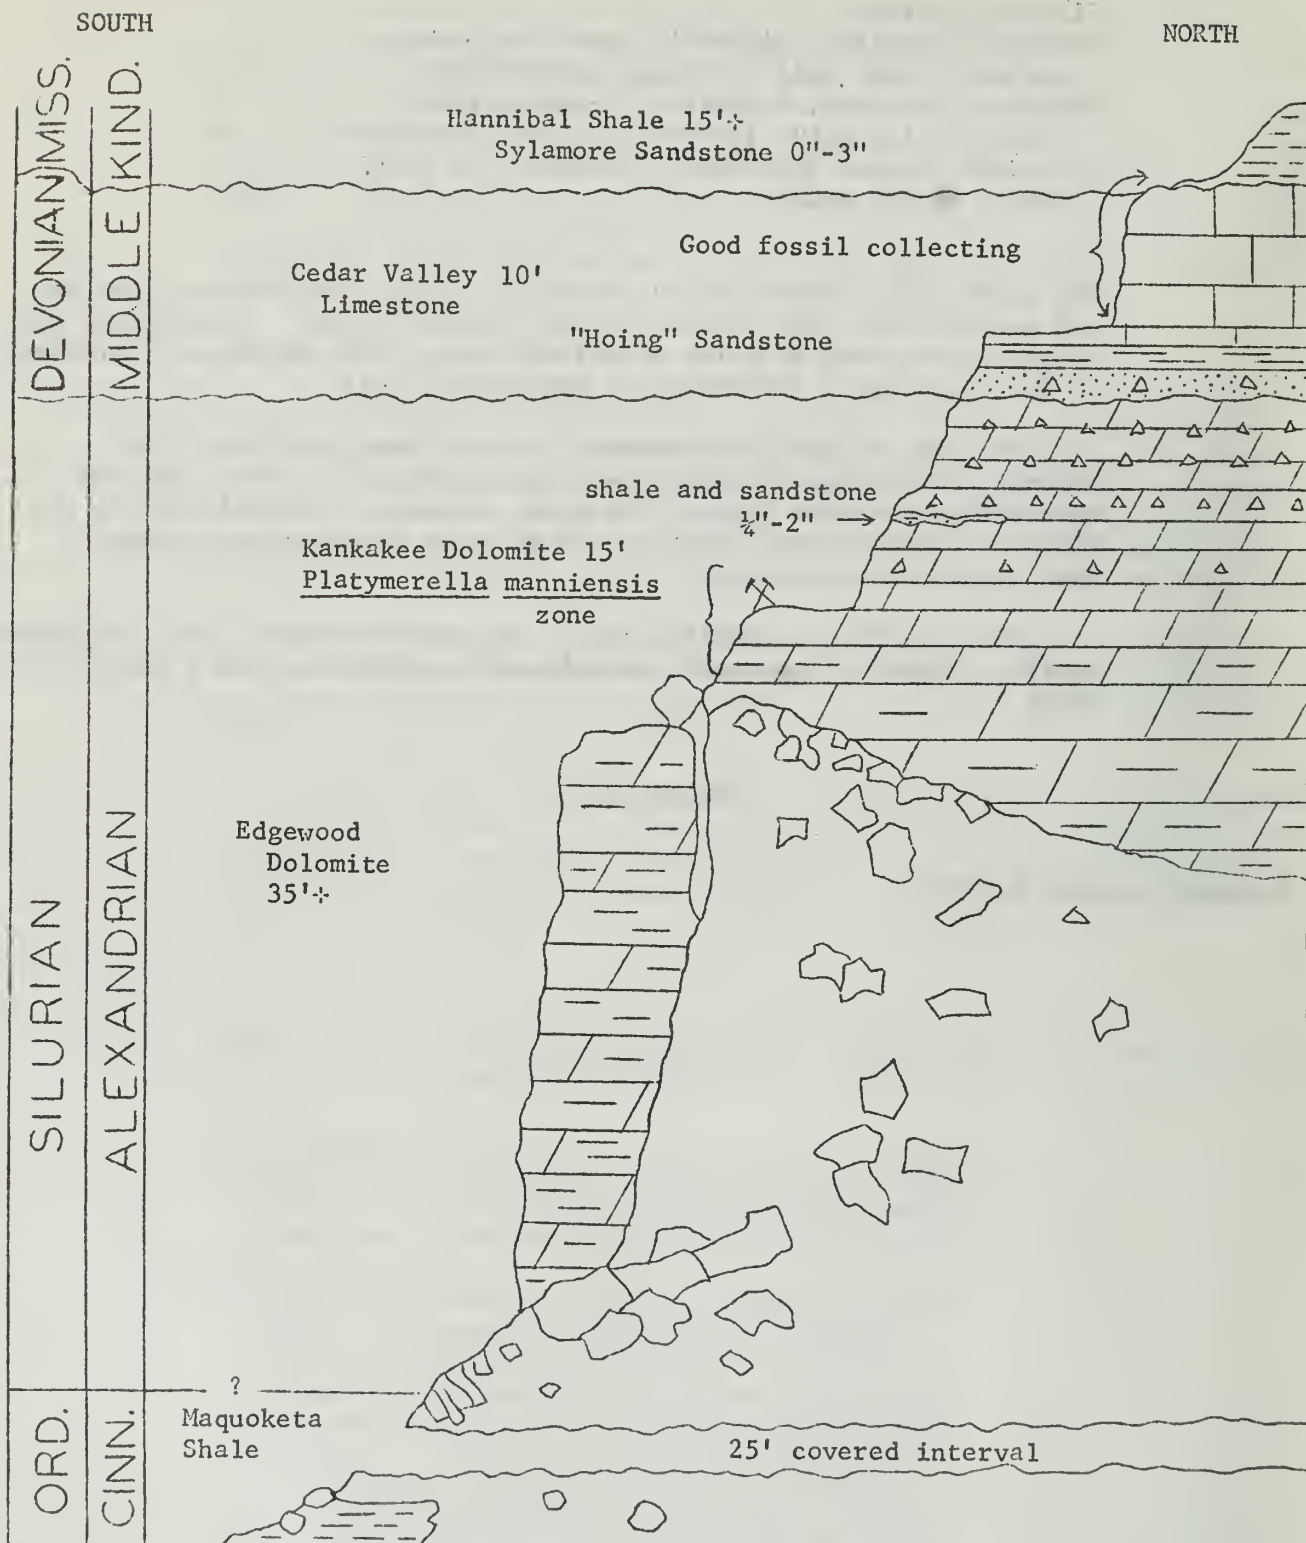 SOUTH
NORTH
MISS.
KIND.
DEVONIAN
MIDDLE
Hannibal Shale 15'±
Sylamore Sandstone 0"-3"
Good fossil collecting
Cedar Valley 10'
Limestone
"Hoing" Sandstone
shale and sandstone
¼"-2"
Kankakee Dolomite 15'
Platymerella manniensis
zone
SILURIAN
ALEXANDRIAN
Edgewood
Dolomite
35'±
?
ORD.
CINN.
Maquoketa
Shale
25' covered interval